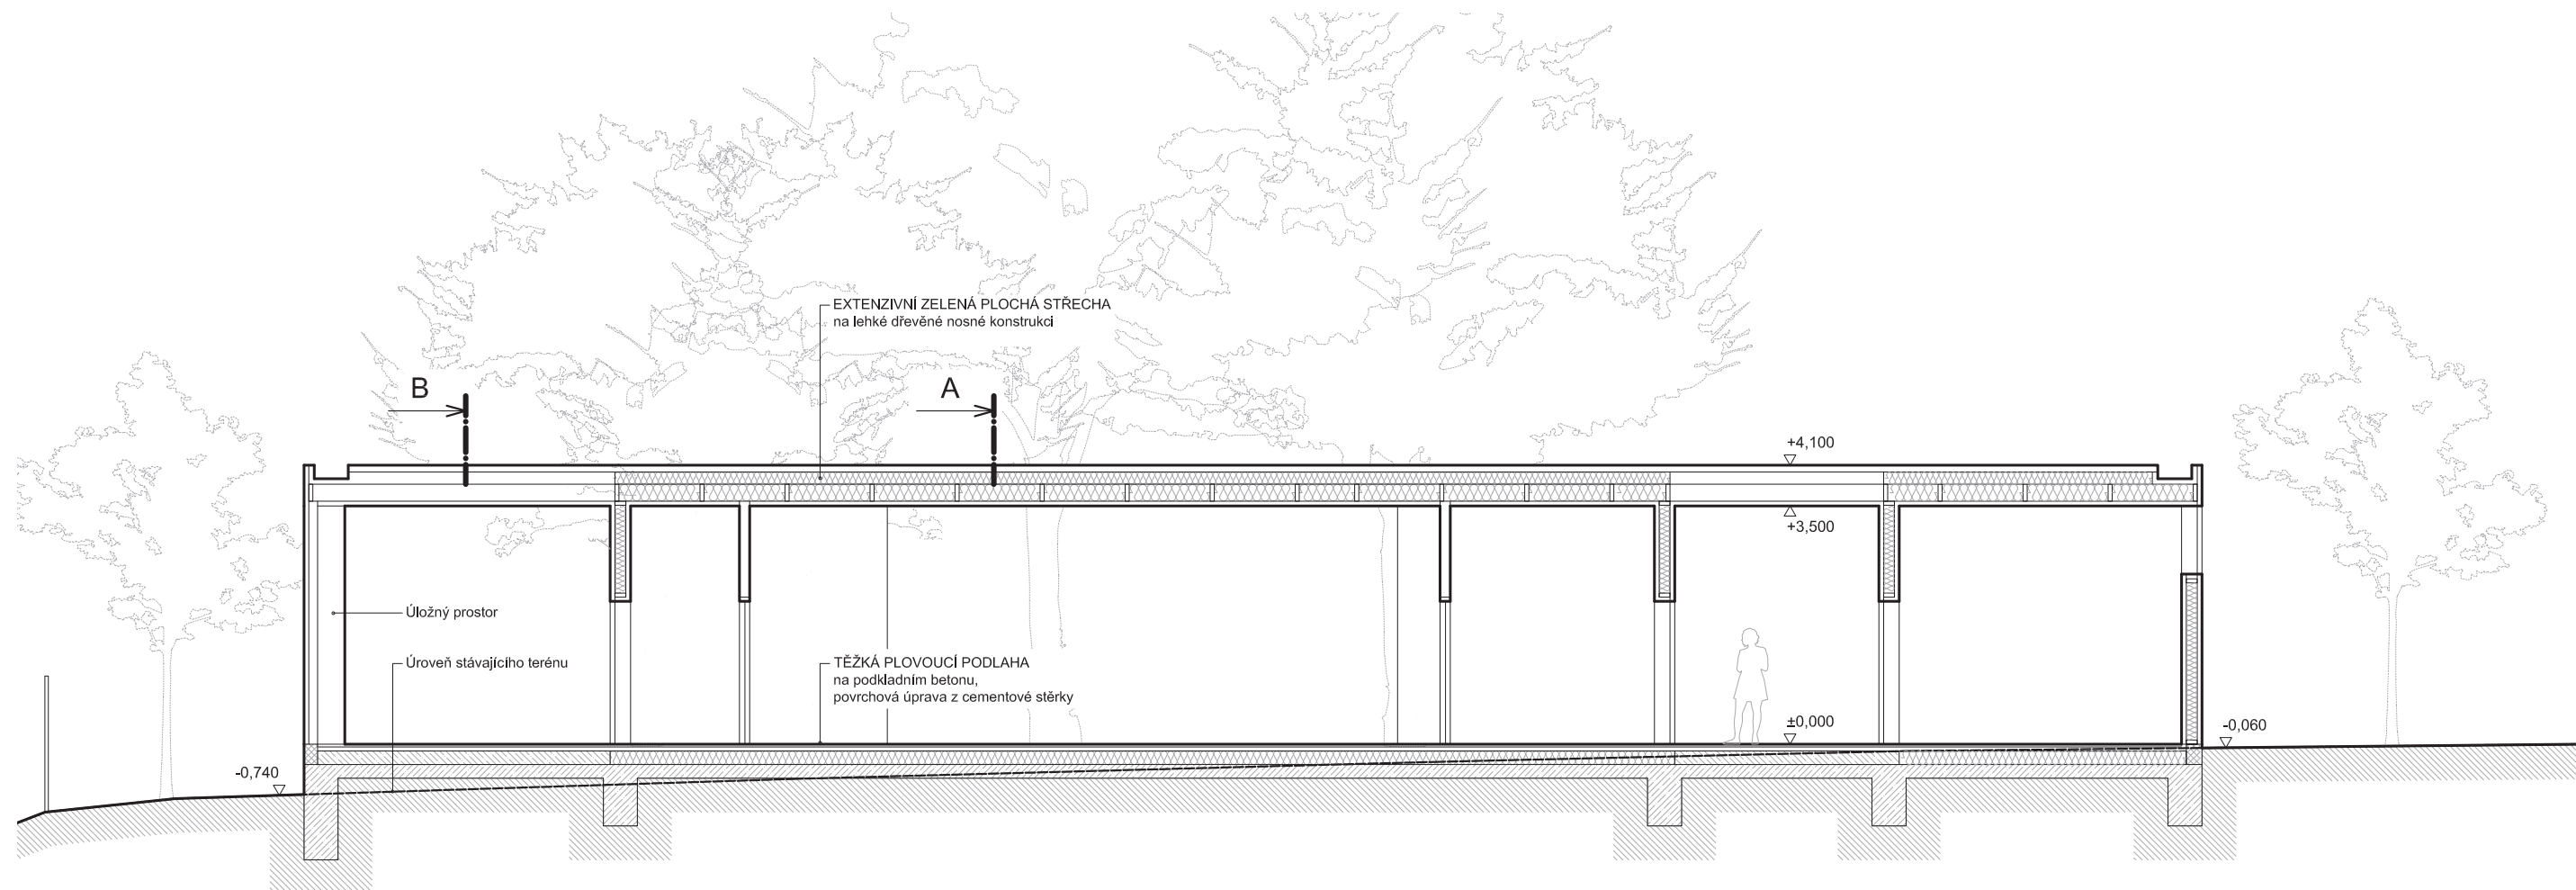 EXTENZIVNÍ ZELENÁ PLOCHÁ STŘECHA
na lehké dřevěné nosné konstrukci
B
A
+4,100
+3,500
Úložný prostor
Úroveň stávajícího terénu
TĚŽKÁ PLOVOUCÍ PODLAHA
na podkladním betonu,
povrchová úprava z cementové stěrky
±0,000
-0,060
-0,740